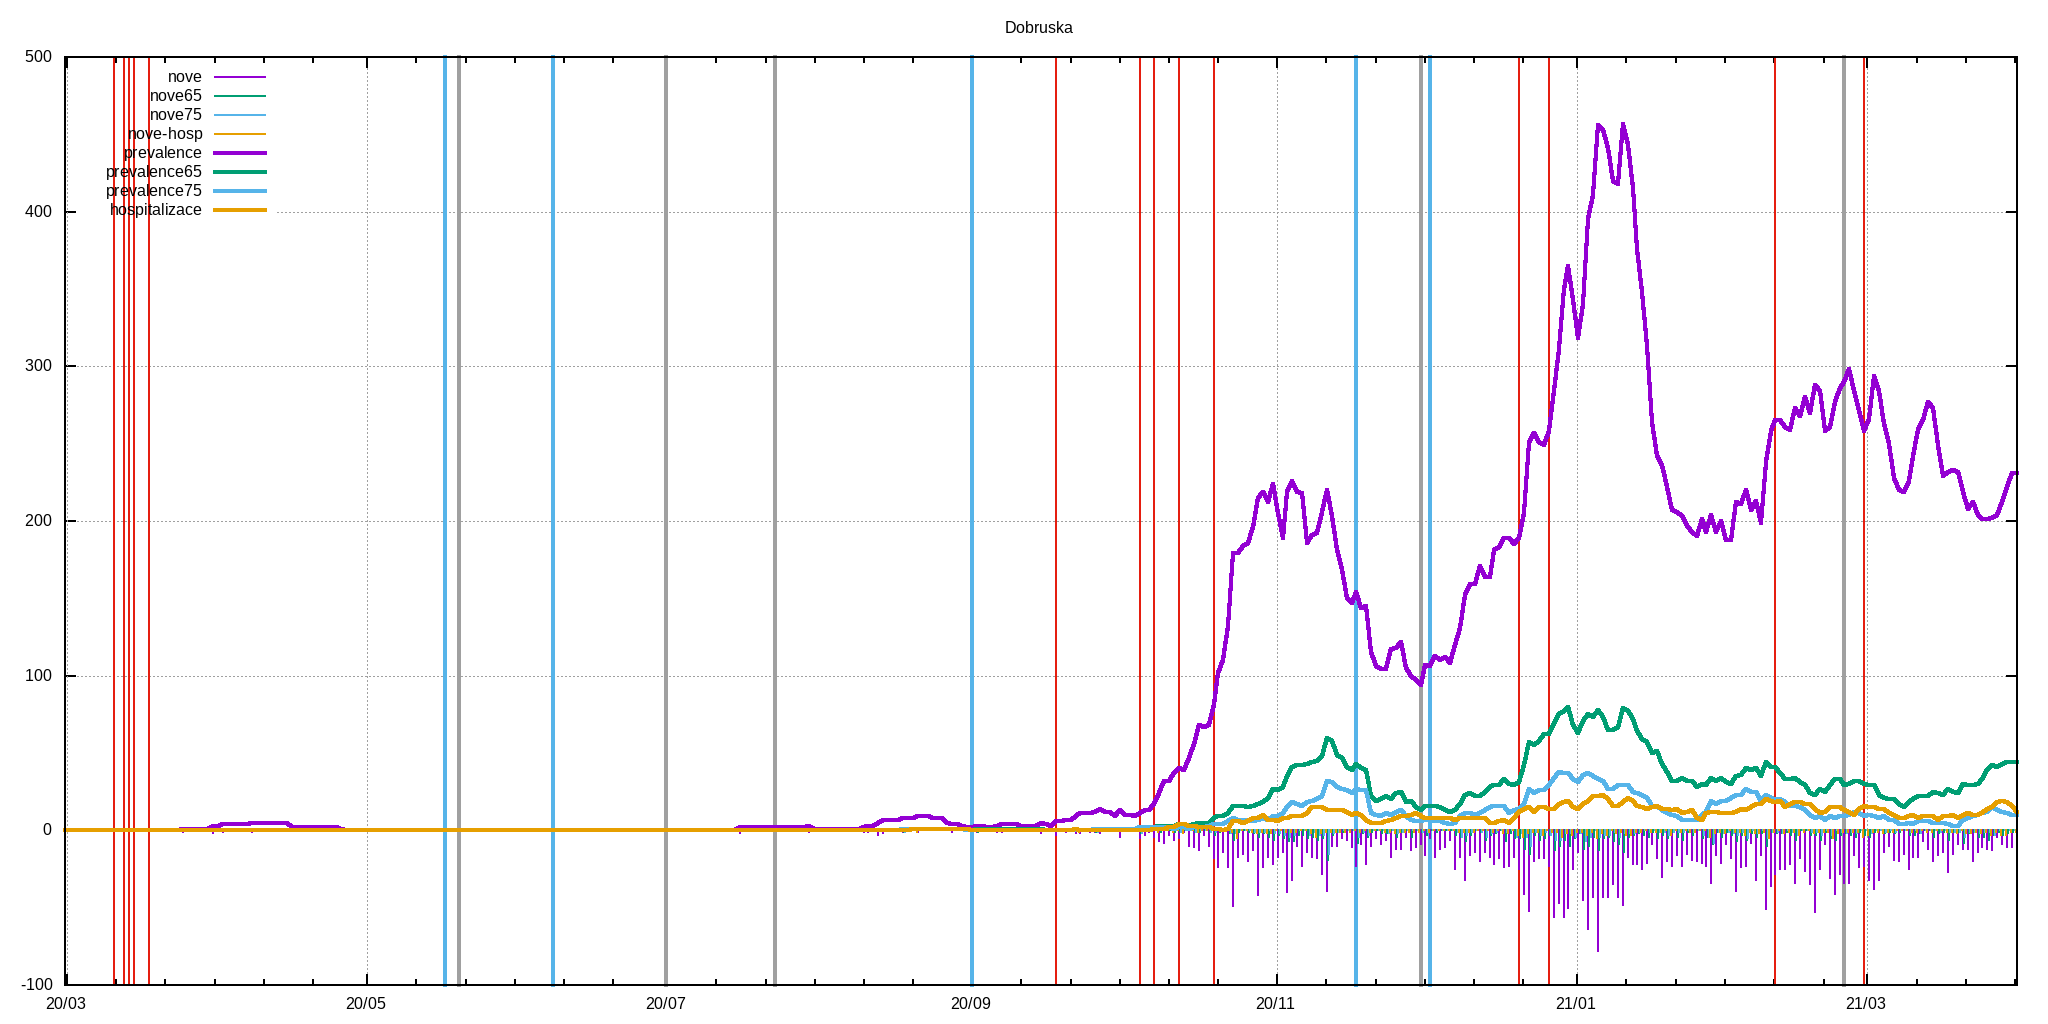 Dobruska
500
400
300
200
100
0
-100
nove
nove65
nove75
nove-hosp
prevalence
prevalence65
prevalence75
hospitalizace
20/03 20/05 20/07 20/09 20/11 21/01 21/03